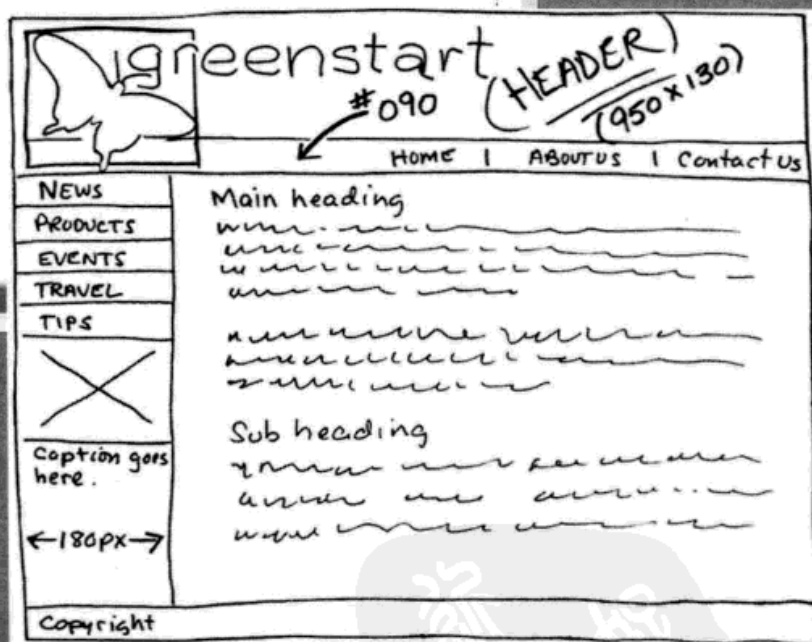 greenstart
(HEADER)
#090
(950 x 130)
HOME | ABOUT US | Contact Us
NEWS
PRODUCTS
EVENTS
TRAVEL
TIPS
Caption goes
here.
←180px→
Main heading
Sub heading
Copyright